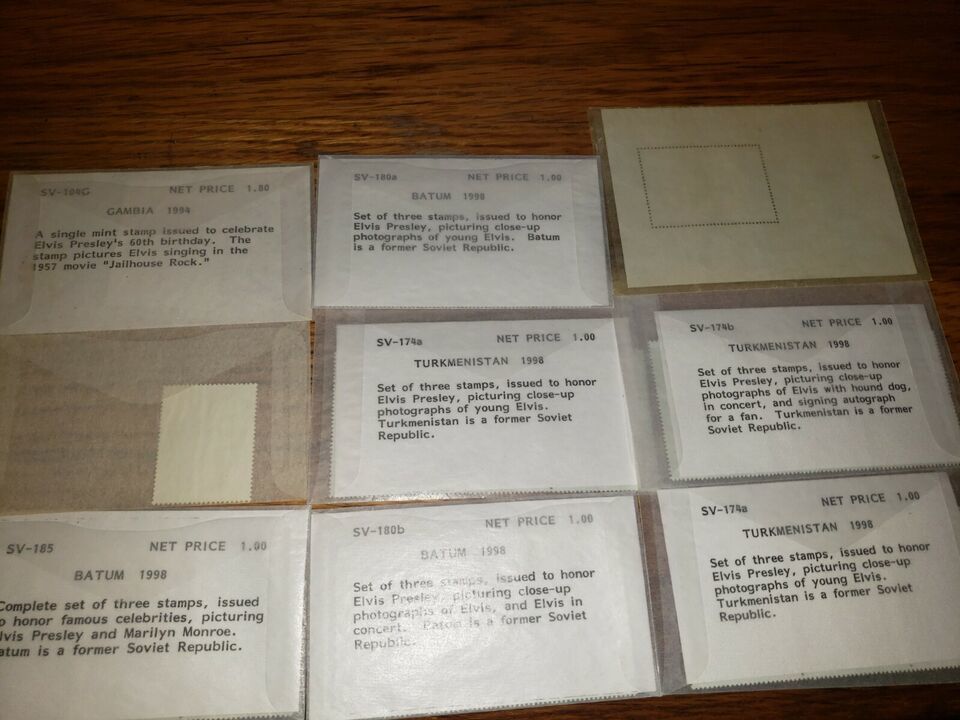 SV-104G NET PRICE 1.80
GAMBIA 1994
A single mint stamp issued to celebrate
Elvis Presley's 60th birthday. The
stamp pictures Elvis singing in the
1957 movie "Jailhouse Rock."
SV-180a NET PRICE 1.00
BATUM 1998
Set of three stamps, issued to honor
Elvis Presley, picturing close-up
photographs of young Elvis. Batum
is a former Soviet Republic.
SV-174a NET PRICE 1.00
TURKMENISTAN 1998
Set of three stamps, issued to honor
Elvis Presley, picturing close-up
photographs of young Elvis.
Turkmenistan is a former Soviet
Republic.
SV-174b NET PRICE 1.00
TURKMENISTAN 1998
Set of three stamps, issued to honor
Elvis Presley, picturing close-up
photographs of Elvis with hound dog,
in concert, and signing autograph
for a fan. Turkmenistan is a former
Soviet Republic.
SV-185 NET PRICE 1.00
BATUM 1998
Complete set of three stamps, issued
o honor famous celebrities, picturing
lvis Presley and Marilyn Monroe.
atum is a former Soviet Republic.
SV-180b NET PRICE 1.00
BATUM 1998
Set of three stamps, issued to honor
Elvis Presley, picturing close-up
photographs of Elvis, and Elvis in
concert. Batum is a former Soviet
Republic.
SV-174a NET PRICE 1.00
TURKMENISTAN 1998
Set of three stamps, issued to honor
Elvis Presley, picturing close-up
photographs of young Elvis.
Turkmenistan is a former Soviet
Republic.